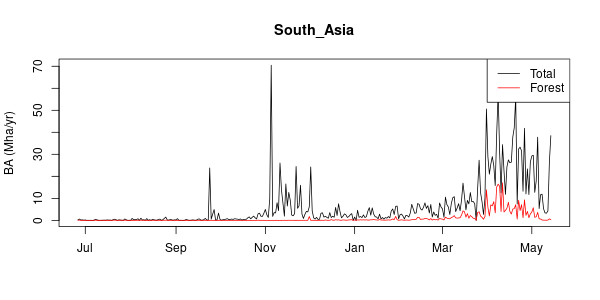 South_Asia
BA (Mha/yr)
70
50
30
10
0
Total
Forest
Jul
Sep
Nov
Jan
Mar
May